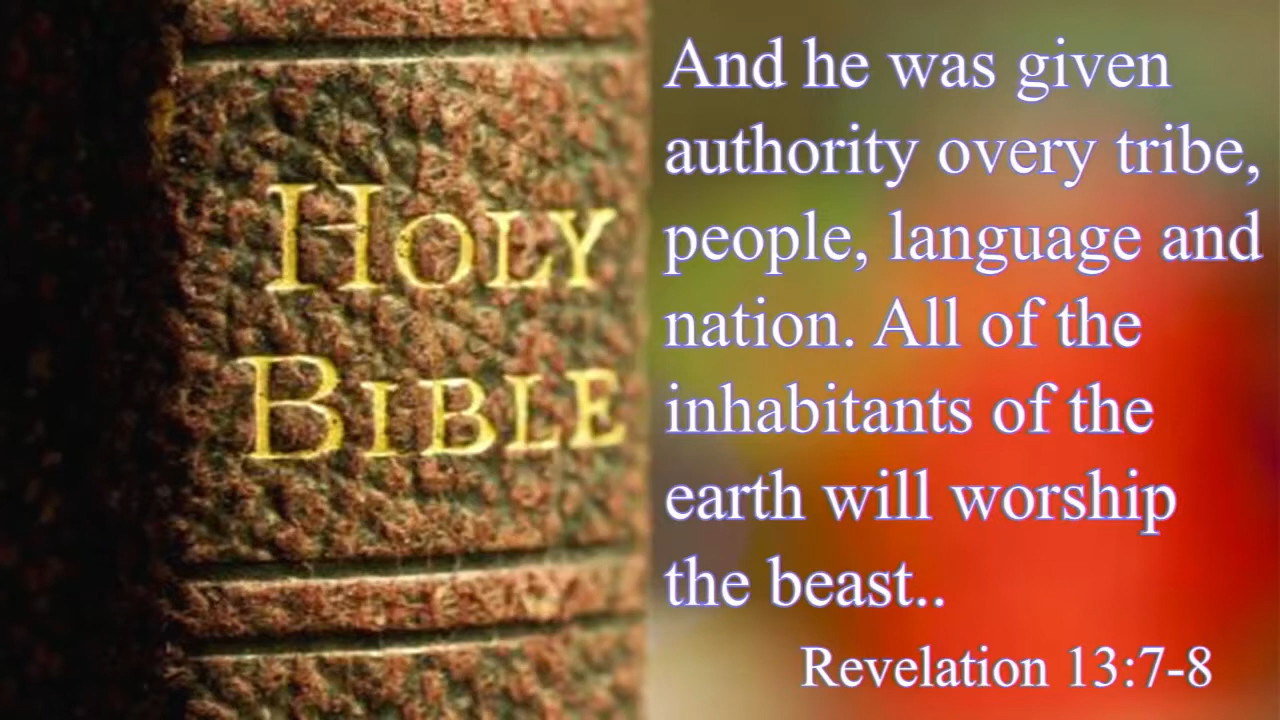 HOLY
BIBLE
And he was given
authority overy tribe,
people, language and
nation. All of the
inhabitants of the
earth will worship
the beast..
Revelation 13:7-8